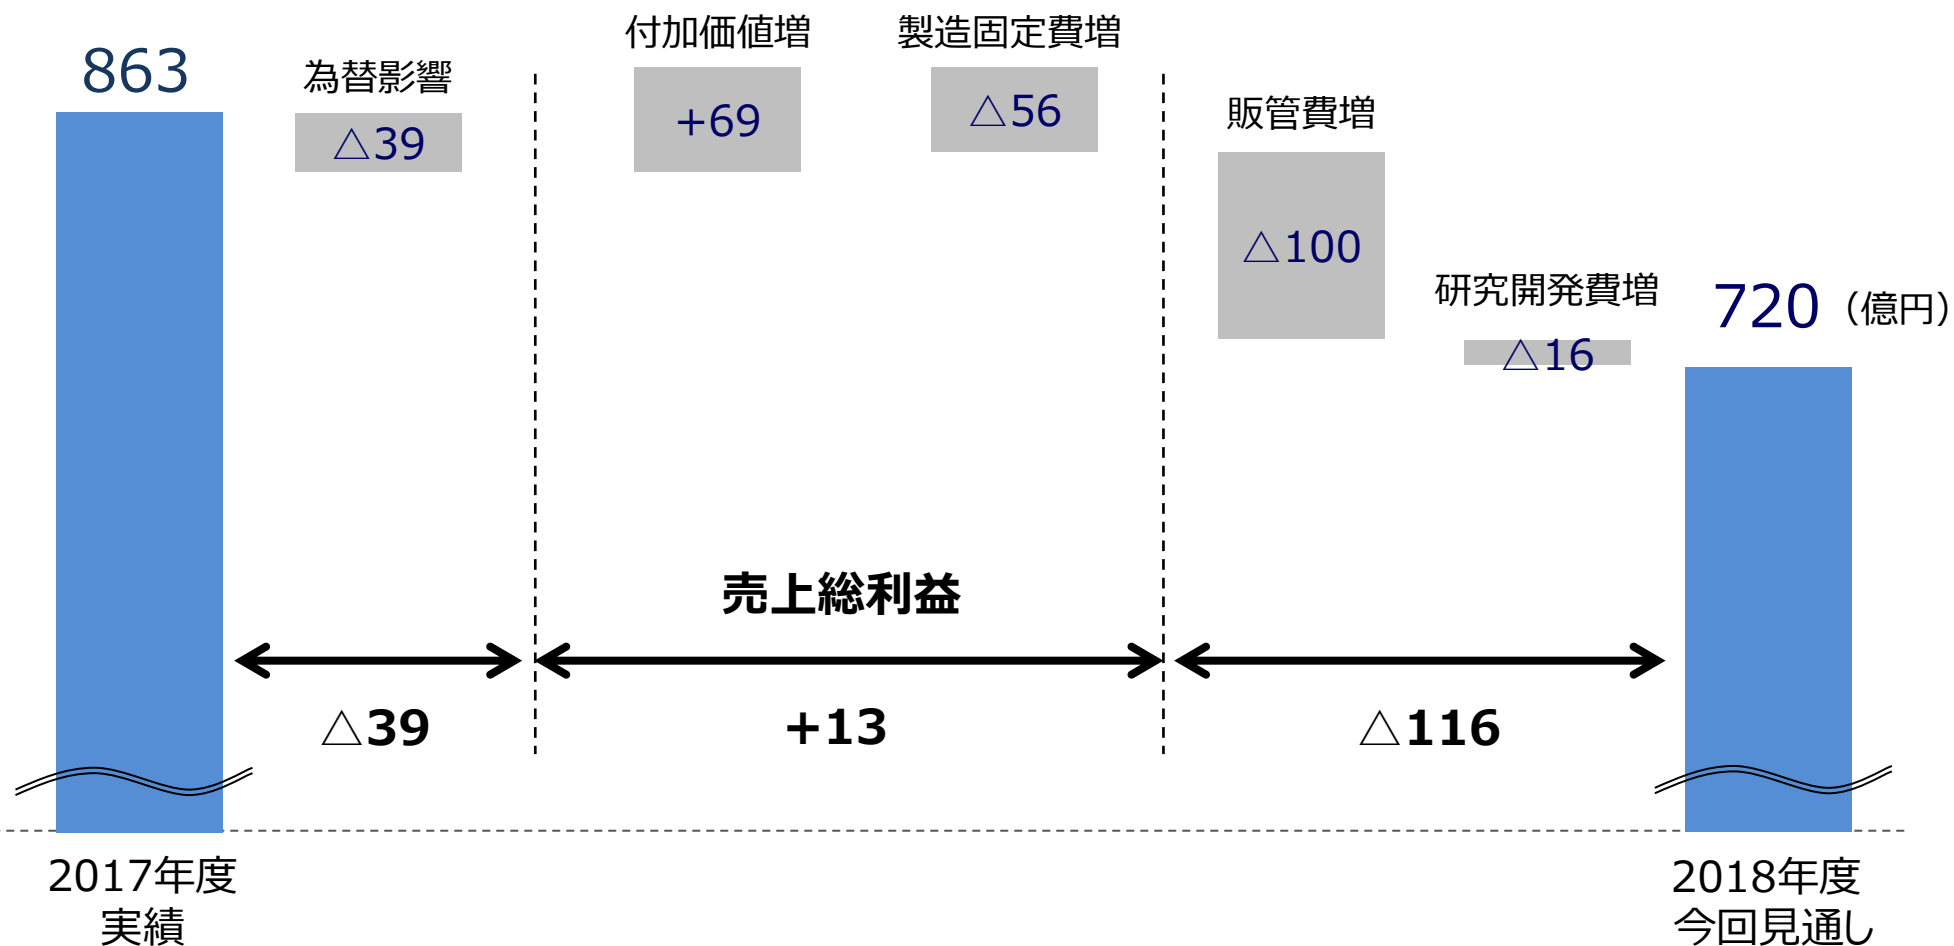 863
為替影響
△39
付加価値増
+69
製造固定費増
△56
販管費増
△100
研究開発費増
△16
720（億円）
売上総利益
△39
+13
△116
2017年度
実績
2018年度
今回見通し